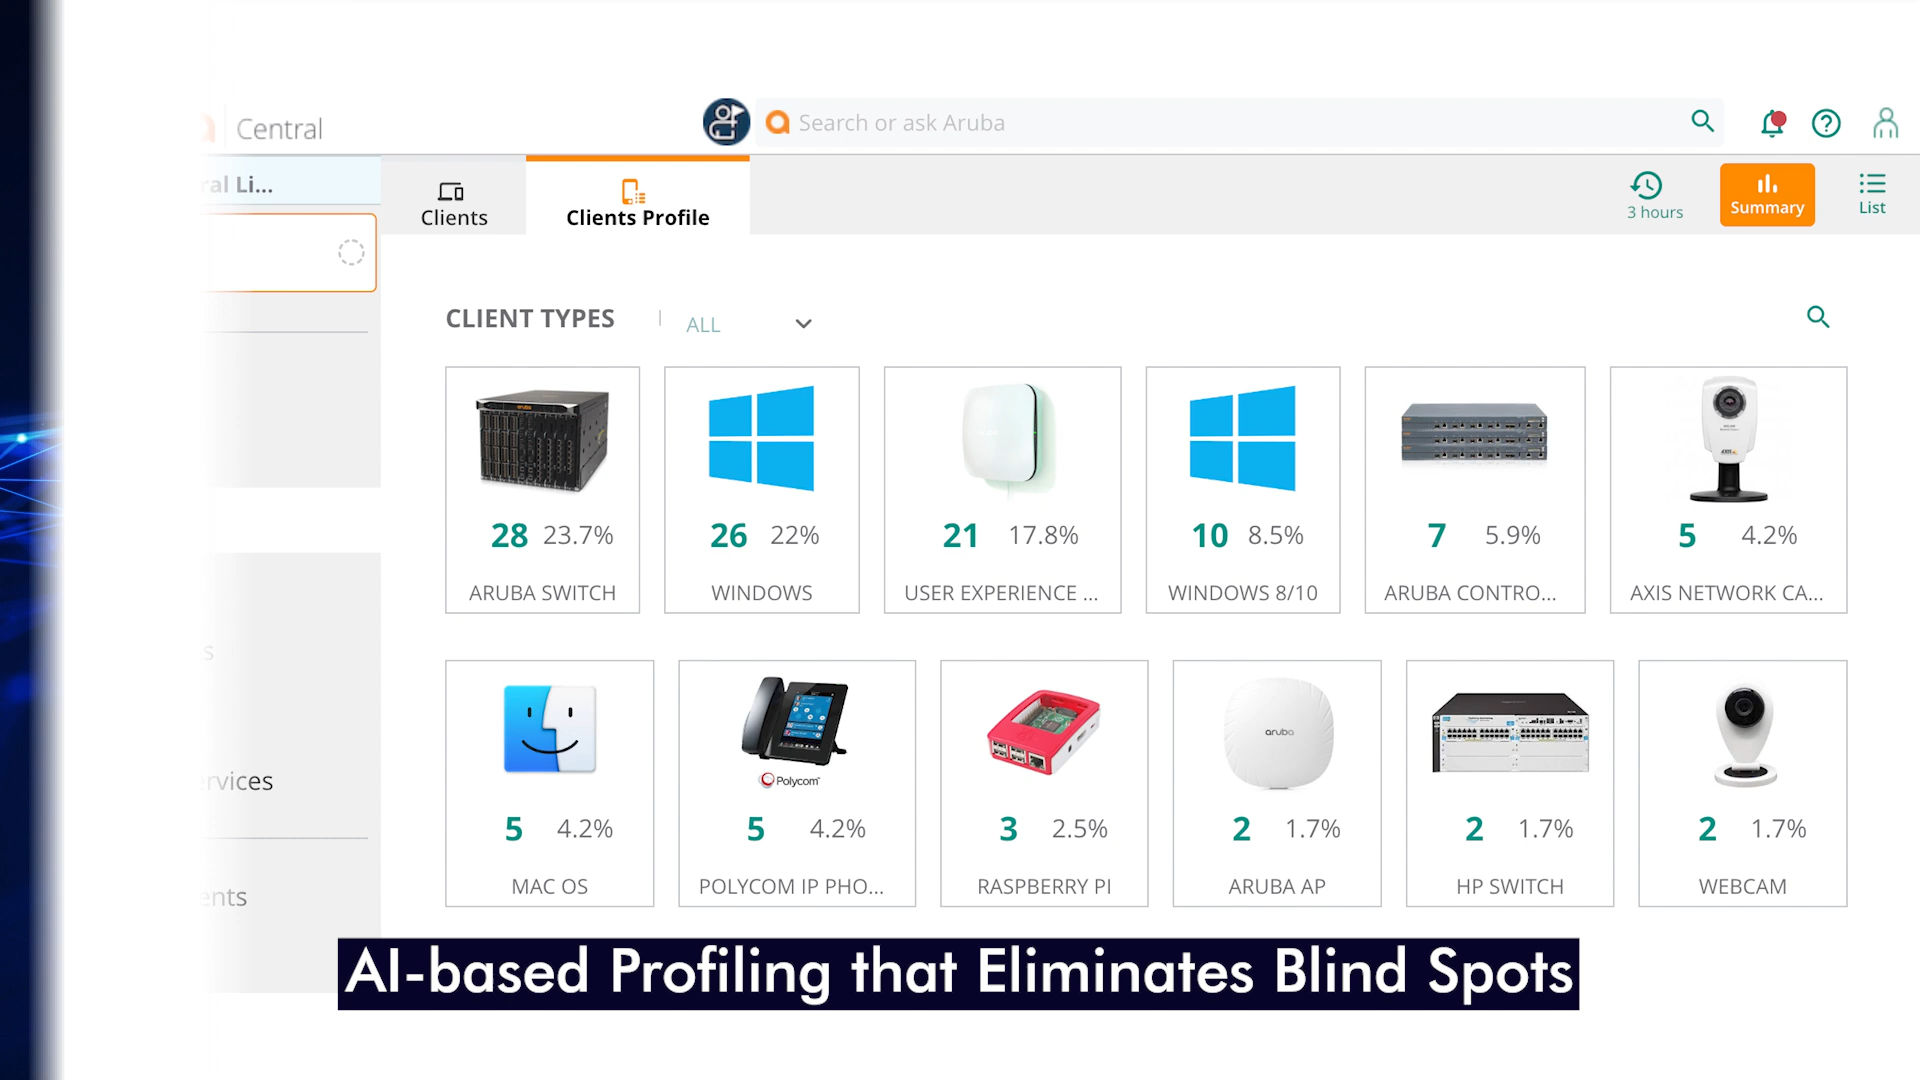 Central
Search or ask Aruba
ral Li...
Clients
Clients Profile
3 hours
Summary
List
CLIENT TYPES
ALL
28 23.7%
ARUBA SWITCH
26 22%
WINDOWS
21 17.8%
USER EXPERIENCE ...
10 8.5%
WINDOWS 8/10
7 5.9%
ARUBA CONTRO...
5 4.2%
AXIS NETWORK CA...
5 4.2%
MAC OS
Polycom
5 4.2%
POLYCOM IP PHO...
3 2.5%
RASPBERRY PI
aruba
2 1.7%
ARUBA AP
2 1.7%
HP SWITCH
2 1.7%
WEBCAM
s
ervices
ents
AI-based Profiling that Eliminates Blind Spots